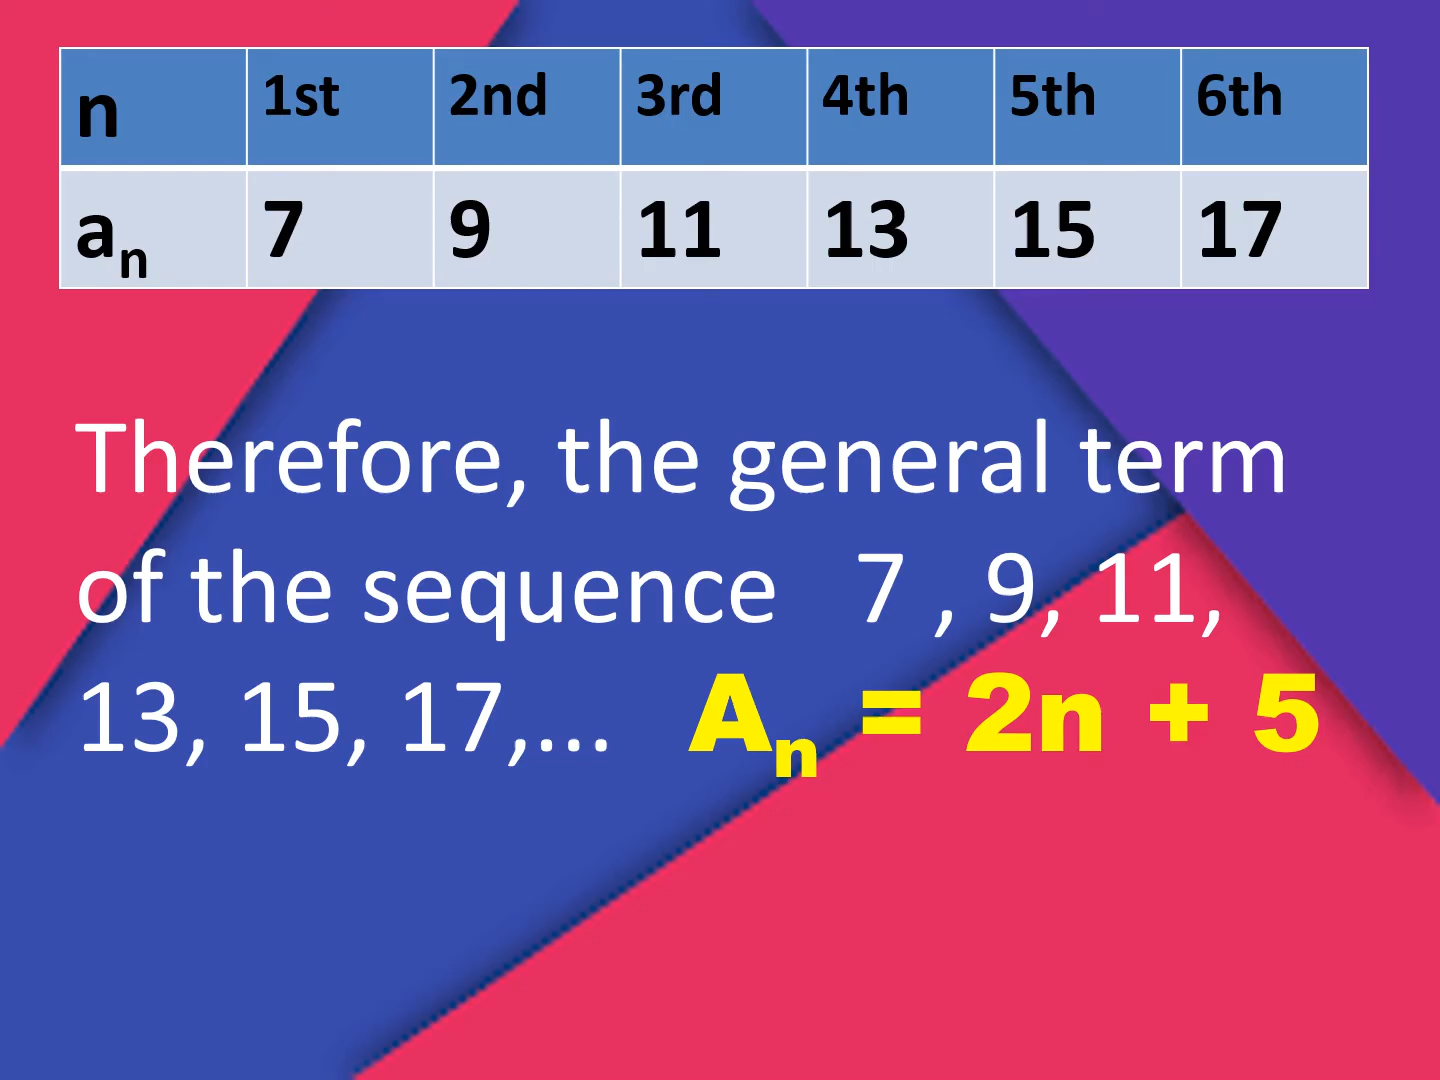 n 1st 2nd 3rd 4th 5th 6th
aₙ 7 9 11 13 15 17
Therefore, the general term
of the sequence 7 , 9, 11,
13, 15, 17,... Aₙ = 2n + 5